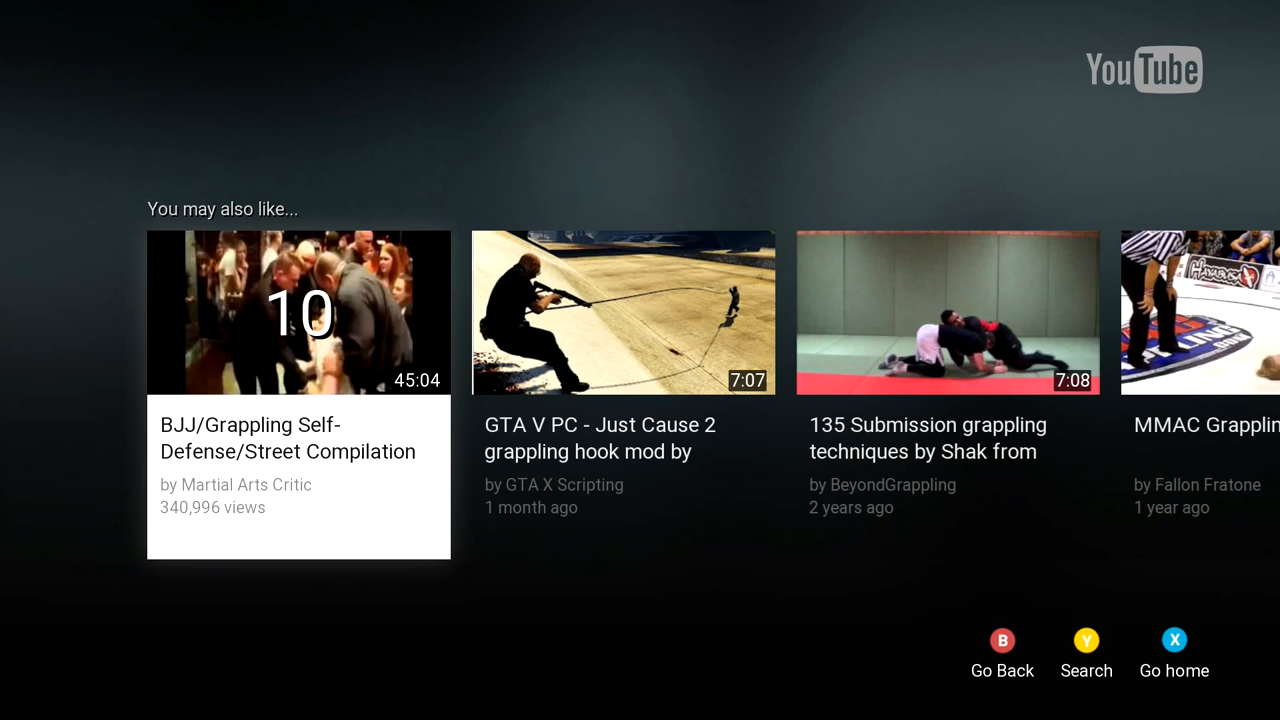 YouTube
You may also like...
10
45:04
7:07
7:08
BJJ/Grappling Self-
Defense/Street Compilation
by Martial Arts Critic
340,996 views
GTA V PC - Just Cause 2
grappling hook mod by
by GTA X Scripting
1 month ago
135 Submission grappling
techniques by Shak from
by BeyondGrappling
2 years ago
MMAC Grapplin
by Fallon Fratone
1 year ago
B
Y
X
Go Back
Search
Go home